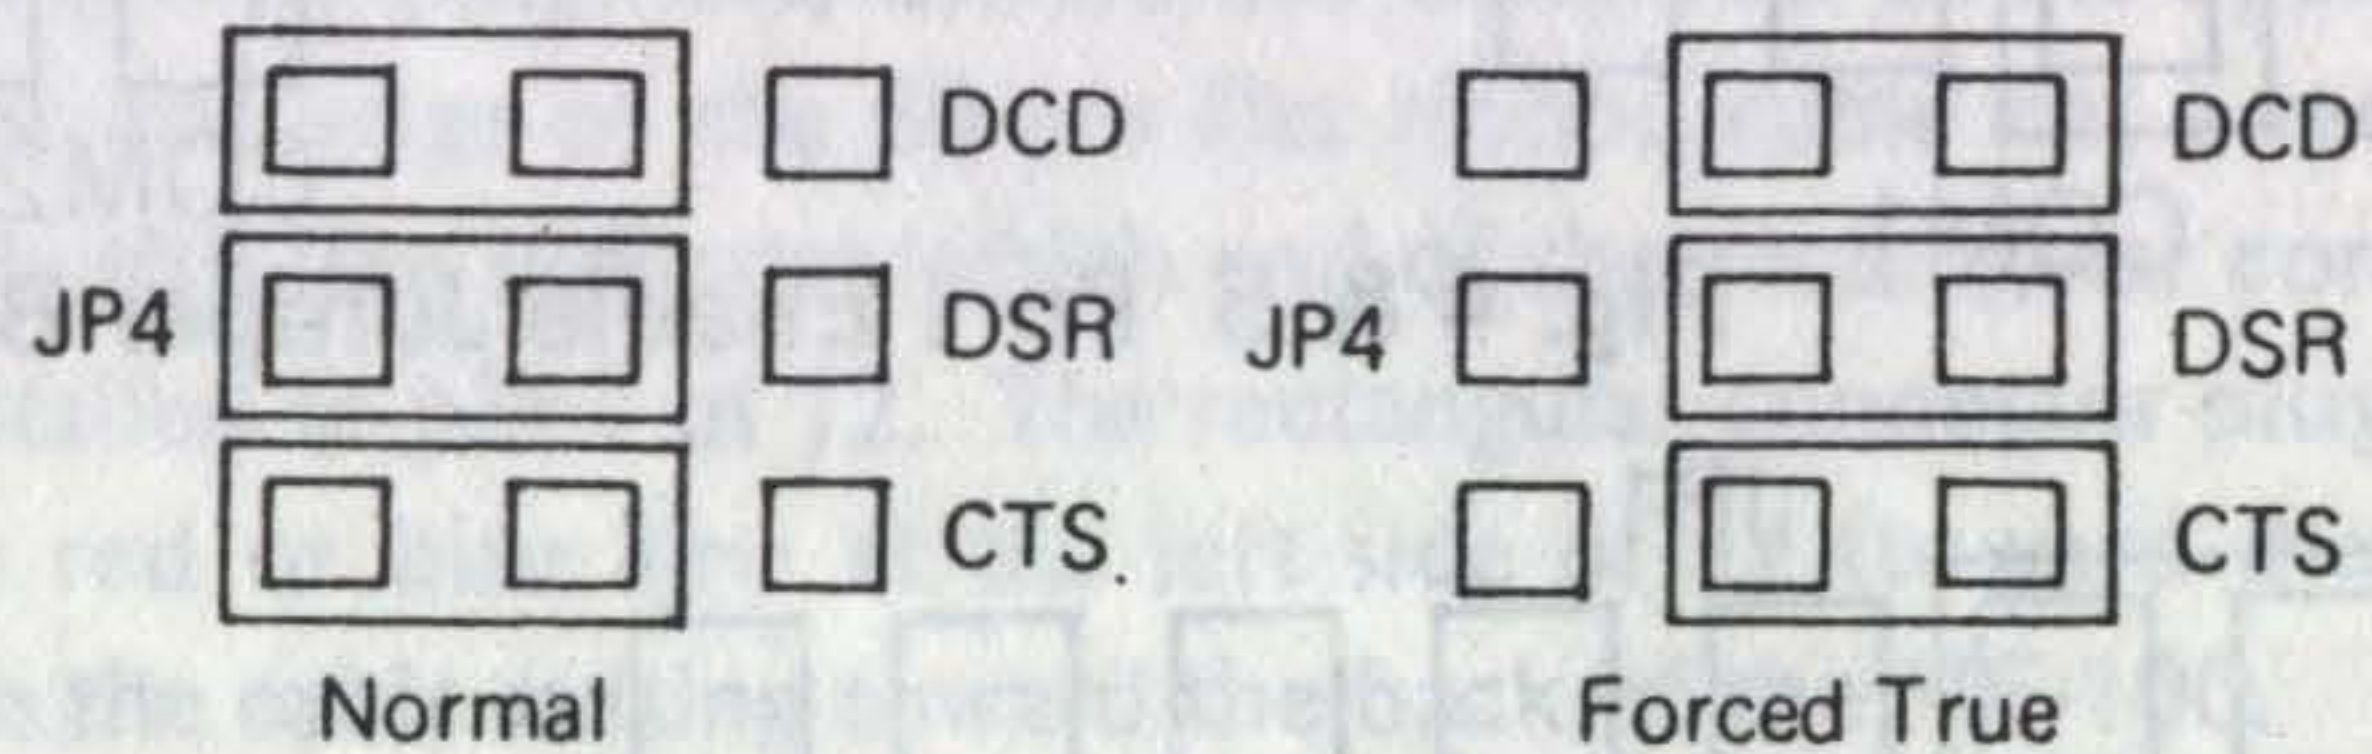 DCD DCD
JP4 DSR JP4 DSR
CTS. CTS
Normal Forced True